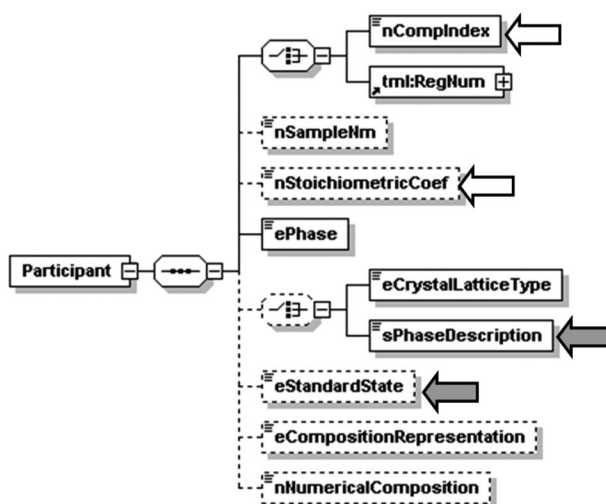 nCompIndex
tml:RegNum
nSampleNm
nStoichiometricCoef
ePhase
Participant
eCrystalLatticeType
sPhaseDescription
eStandardState
eCompositionRepresentation
nNumericalComposition